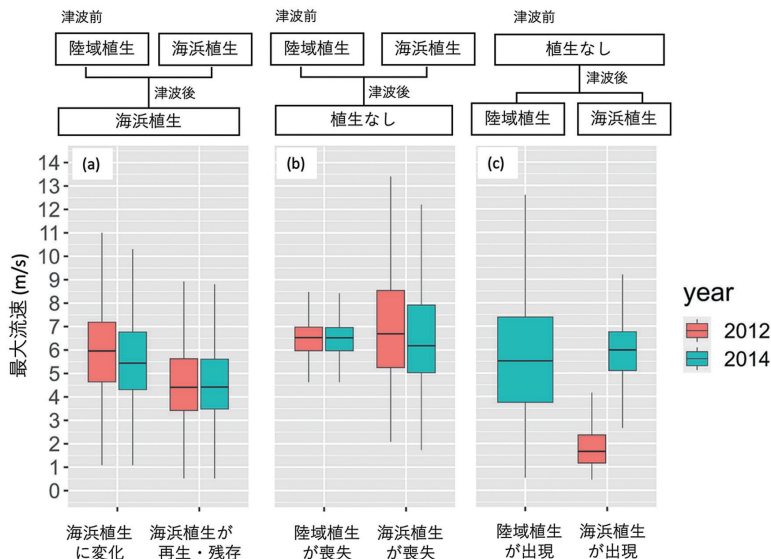 津波前
陸域植生
海浜植生
津波後
海浜植生
津波前
陸域植生
海浜植生
津波後
植生なし
津波前
植生なし
津波後
陸域植生
海浜植生
最大流速 (m/s)
14
13
12
11
10
9
8
7
6
5
4
3
2
1
0
(a)
(b)
(c)
海浜植生
に変化
海浜植生が
再生・残存
陸域植生
が喪失
海浜植生
が喪失
陸域植生
が出現
海浜植生
が出現
year
2012
2014